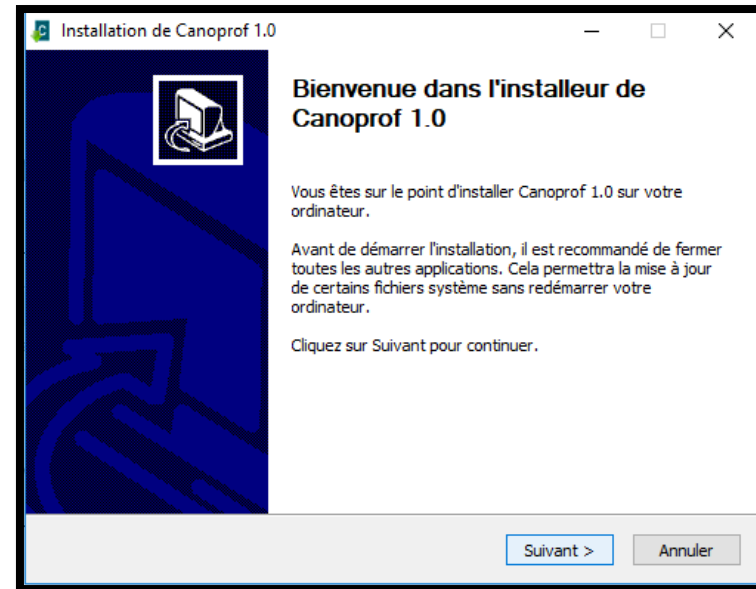 Installation de Canoprof 1.0
Bienvenue dans l'installeur de
Canoprof 1.0
Vous êtes sur le point d'installer Canoprof 1.0 sur votre
ordinateur.
Avant de démarrer l'installation, il est recommandé de fermer
toutes les autres applications. Cela permettra la mise à jour
de certains fichiers système sans redémarrer votre
ordinateur.
Cliquez sur Suivant pour continuer.
Suivant > Annuler